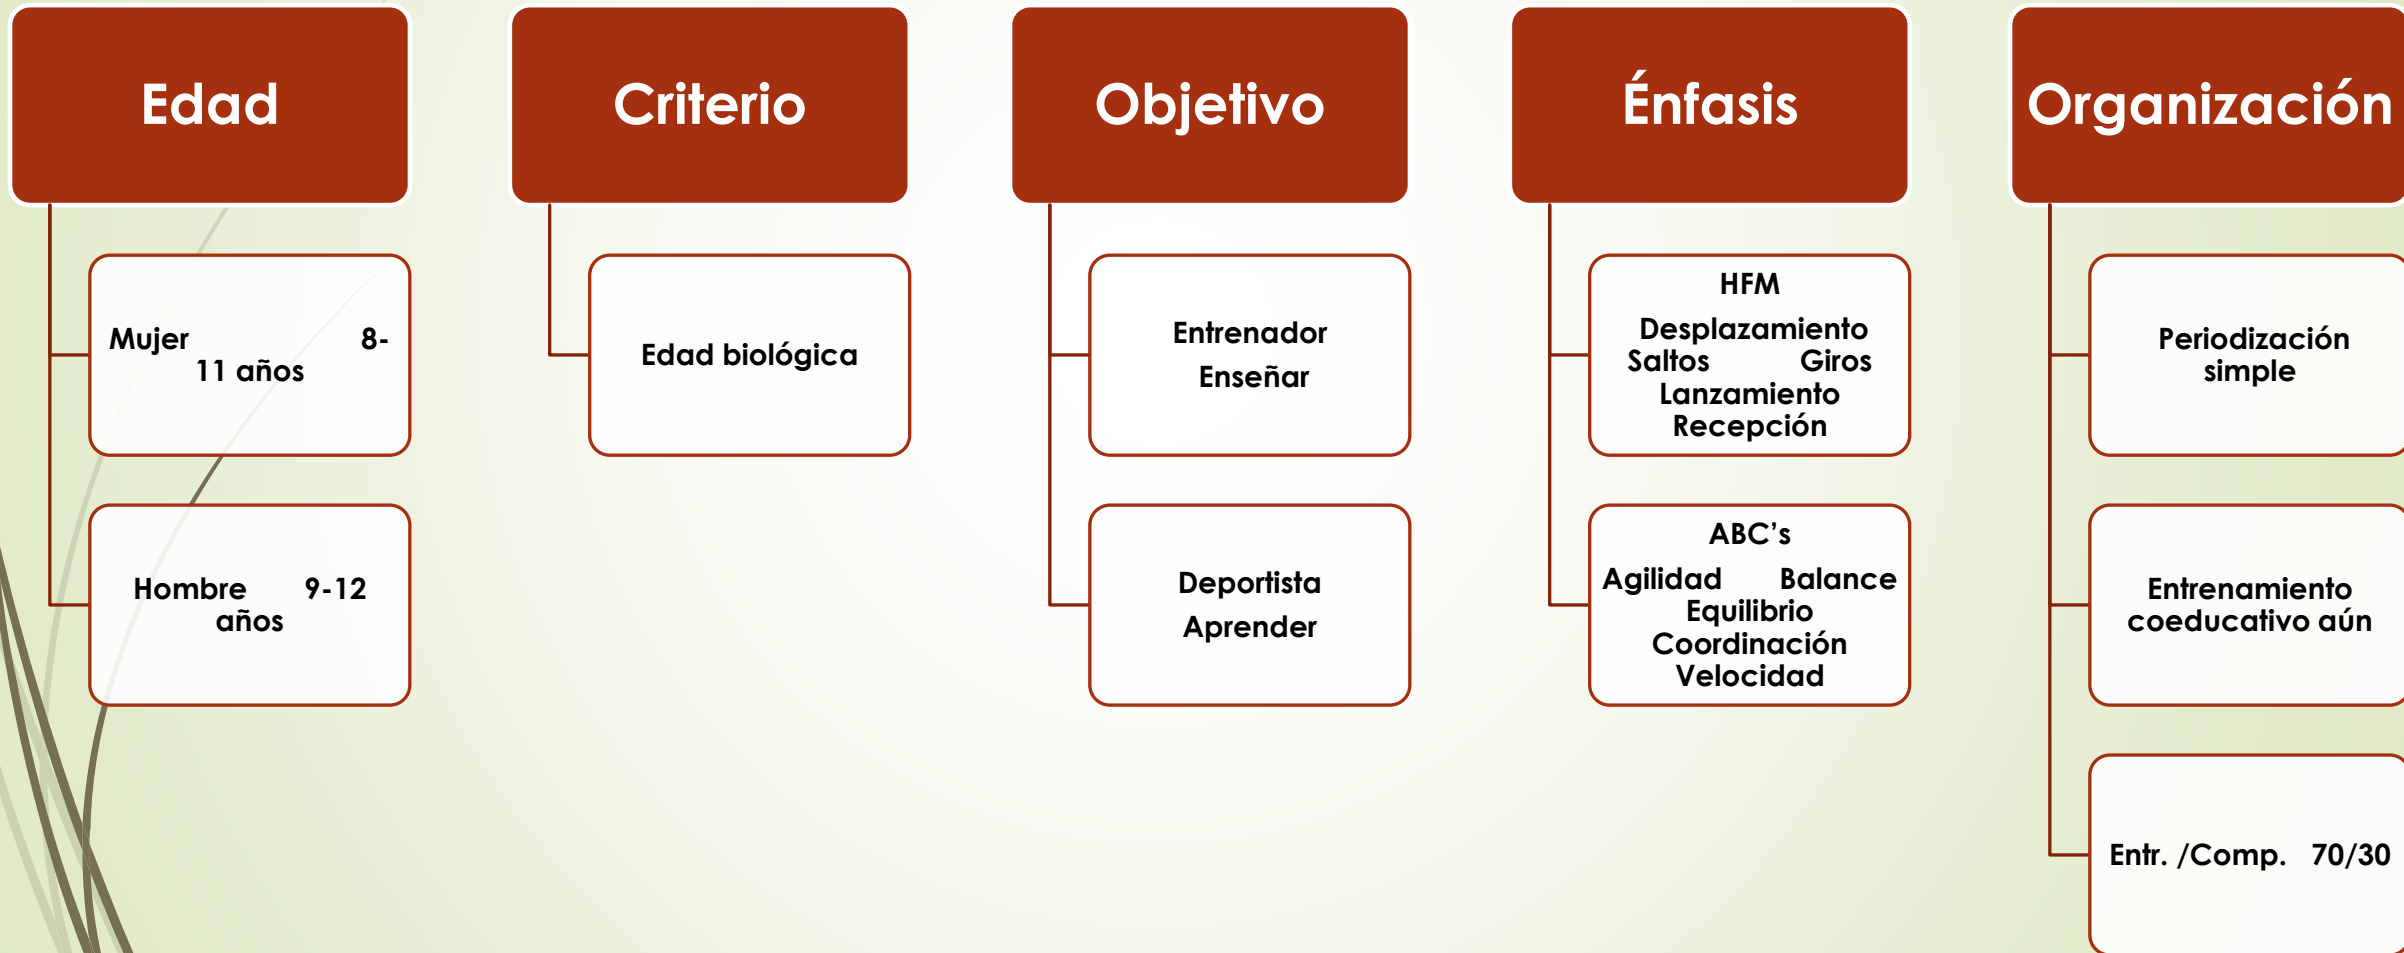 Edad
Mujer 8-
11 años
Hombre 9-12
años
Criterio
Edad biológica
Objetivo
Entrenador
Enseñar
Deportista
Aprender
Énfasis
HFM
Desplazamiento
Saltos Giros
Lanzamiento
Recepción
ABC’s
Agilidad Balance
Equilibrio
Coordinación
Velocidad
Organización
Periodización
simple
Entrenamiento
coeducativo aún
Entr. /Comp. 70/30